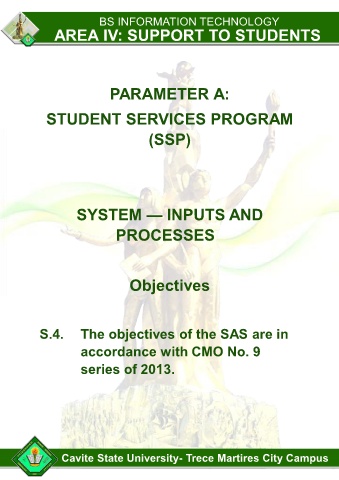 BS INFORMATION TECHNOLOGY
AREA IV: SUPPORT TO STUDENTS
PARAMETER A:
STUDENT SERVICES PROGRAM
(SSP)
SYSTEM — INPUTS AND
PROCESSES
Objectives
S.4. The objectives of the SAS are in
accordance with CMO No. 9
series of 2013.
Cavite State University- Trece Martires City Campus